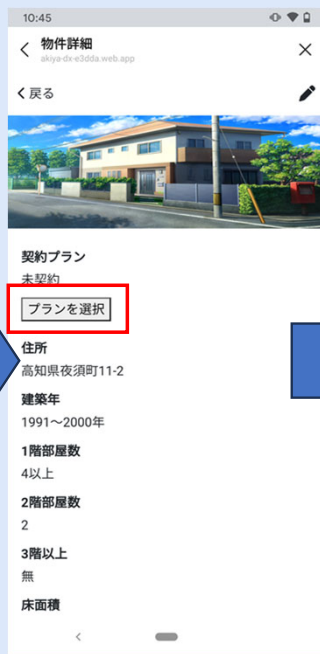 10:45
物件詳細
akiya-dx-e3dda.web.app
戻る
契約プラン
未契約
プランを選択
住所
高知県夜須町11-2
建築年
1991～2000年
1階部屋数
4以上
2階部屋数
2
3階以上
無
床面積